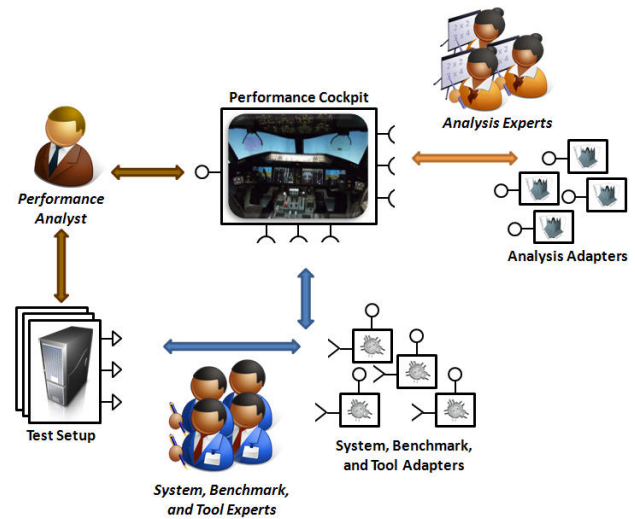 Performance Cockpit
Analysis Experts
Performance
Analyst
Analysis Adapters
Test Setup
System, Benchmark,
and Tool Adapters
System, Benchmark,
and Tool Experts